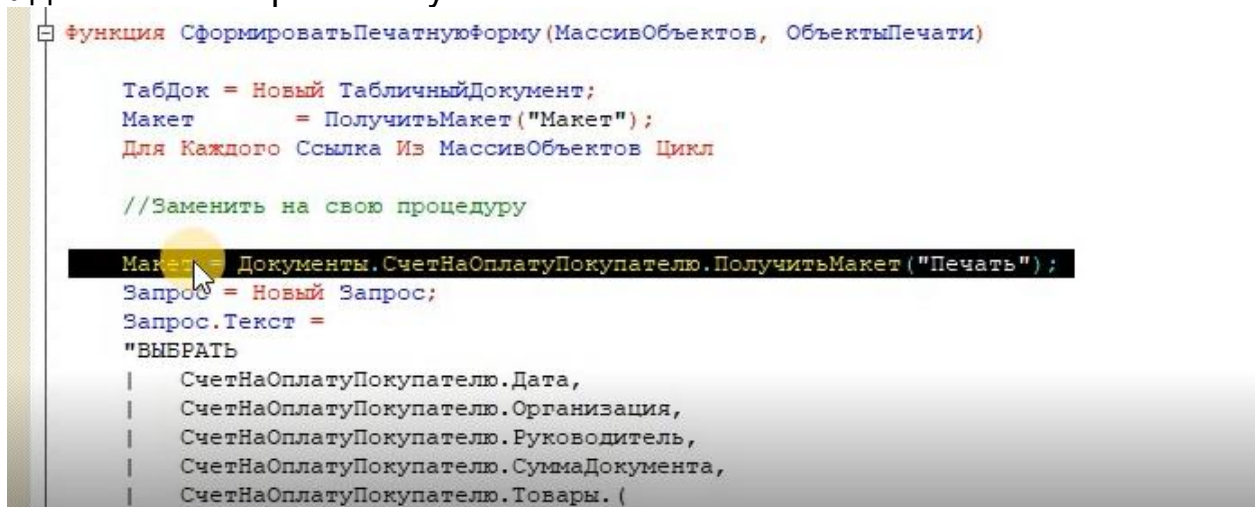 Функция СформироватьПечатнуюФорму(МассивОбъектов, ОбъектыПечати)
ТабДок = Новый ТабличныйДокумент;
Макет = ПолучитьМакет("Макет");
Для Каждого Ссылка Из МассивОбъектов Цикл
//Заменить на свою процедуру
Макет = Документы.СчетНаОплатуПокупателю.ПолучитьМакет("Печать");
Запрос = Новый Запрос;
Запрос.Текст =
"ВЫБРАТЬ
| СчетНаОплатуПокупателю.Дата,
| СчетНаОплатуПокупателю.Организация,
| СчетНаОплатуПокупателю.Руководитель,
| СчетНаОплатуПокупателю.СуммаДокумента,
| СчетНаОплатуПокупателю.Товары.(